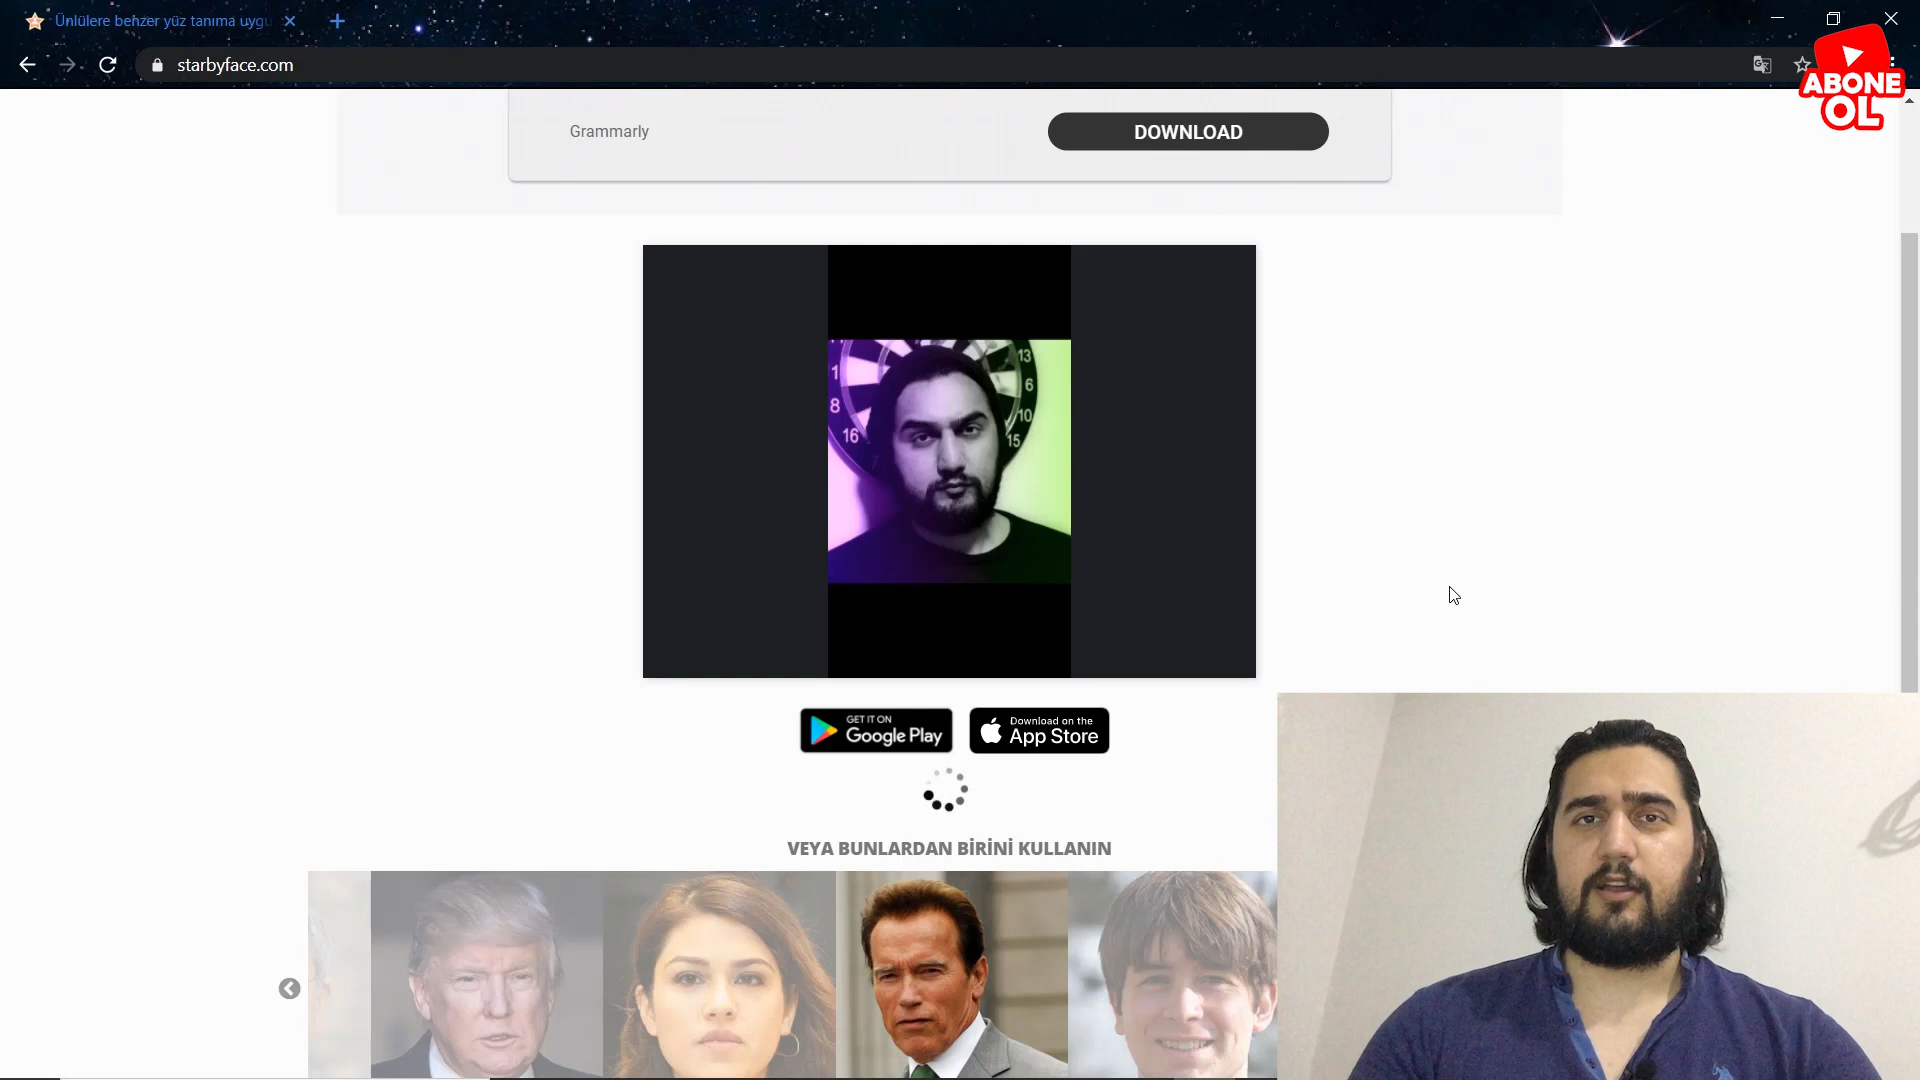 Ünlülere benzer yüz tanıma uygu
starbyface.com
ABONE
OL
Grammarly
DOWNLOAD
13
1
6
8
10
16
15
GET IT ON
Google Play
Download on the
App Store
VEYA BUNLARDAN BİRİNİ KULLANIN